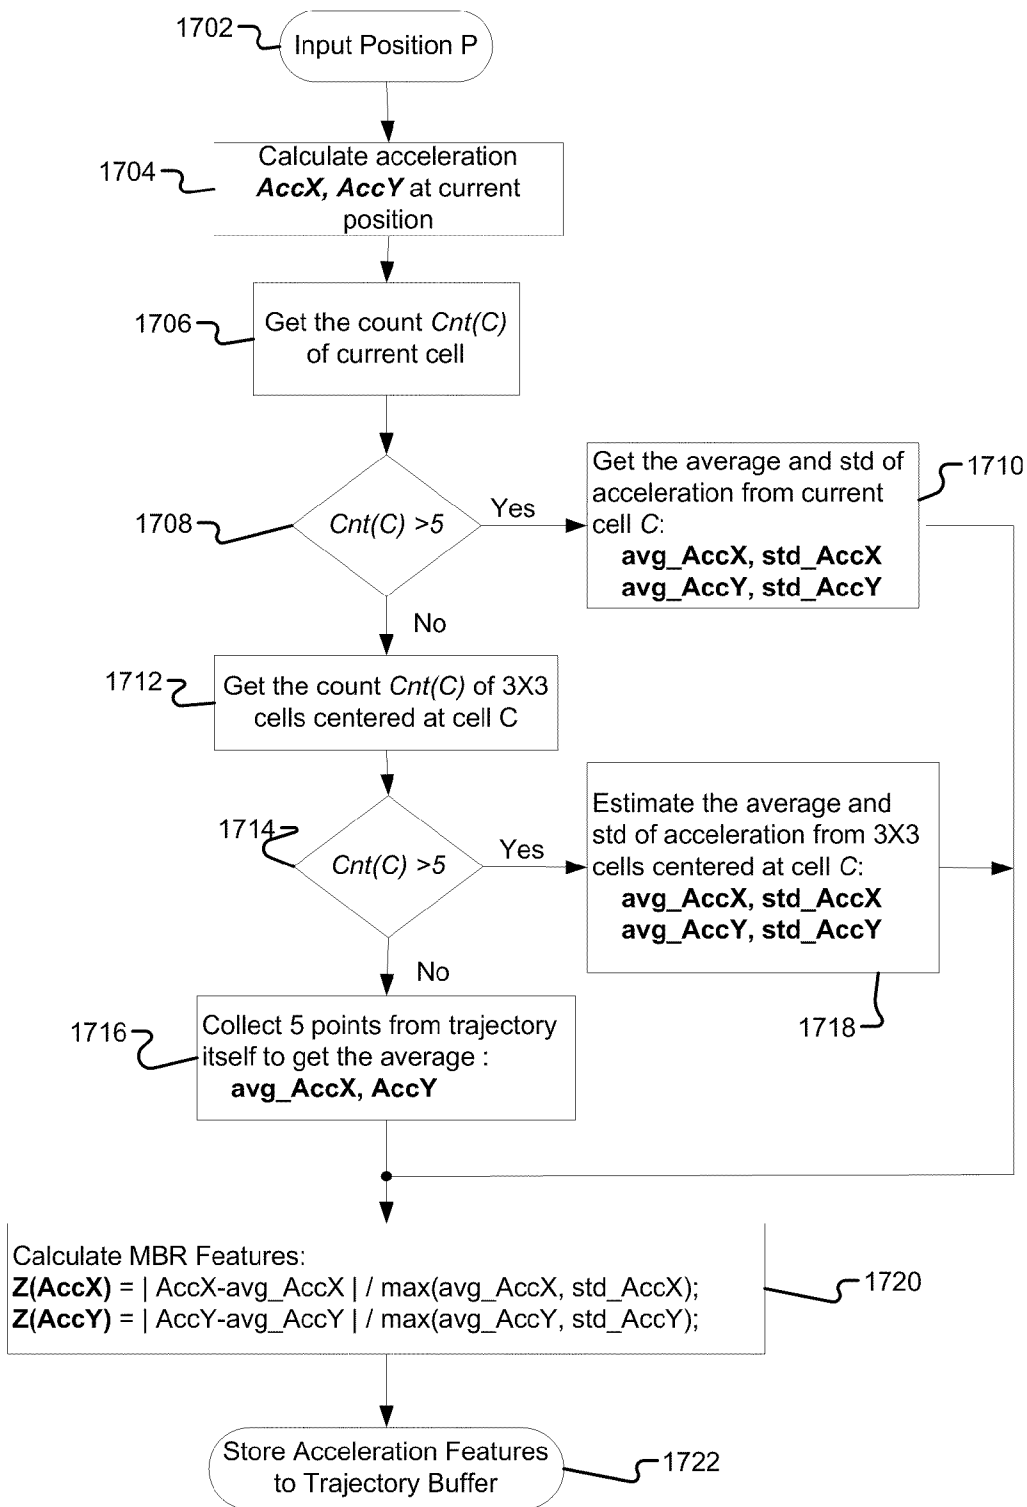 1702
Input Position P
1704
Calculate acceleration
AccX, AccY at current
position
1706
Get the count Cnt(C)
of current cell
1708
Cnt(C) >5
Yes
Get the average and std of
acceleration from current
cell C:
avg_AccX, std_AccX
avg_AccY, std_AccY
1710
No
1712
Get the count Cnt(C) of 3X3
cells centered at cell C
1714
Cnt(C) >5
Yes
Estimate the average and
std of acceleration from 3X3
cells centered at cell C:
avg_AccX, std_AccX
avg_AccY, std_AccY
1718
No
1716
Collect 5 points from trajectory
itself to get the average :
avg_AccX, AccY
Calculate MBR Features:
Z(AccX) = | AccX-avg_AccX | / max(avg_AccX, std_AccX);
Z(AccY) = | AccY-avg_AccY | / max(avg_AccY, std_AccY);
1720
Store Acceleration Features
to Trajectory Buffer
1722